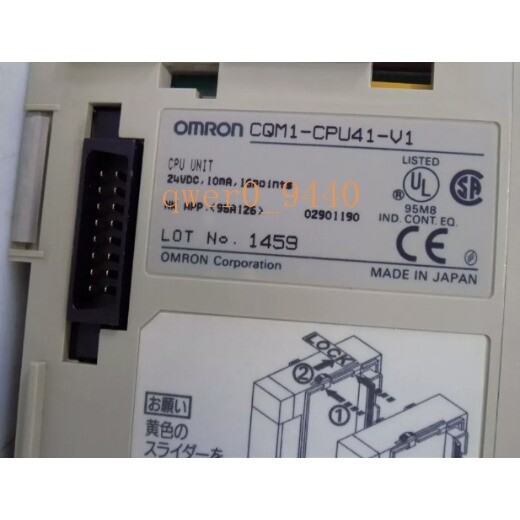 OMRON CQM1-CPU41-V1
CPU UNIT
24VDC, 10mA, 16points
qwer0_9440
02901190
LOT No. 1459
OMRON Corporation
LISTED
UL
SA
95M8
IND. CONT. EQ.
CE
MADE IN JAPAN
LOCK
②
①
お願い
黄色の
スライダーを